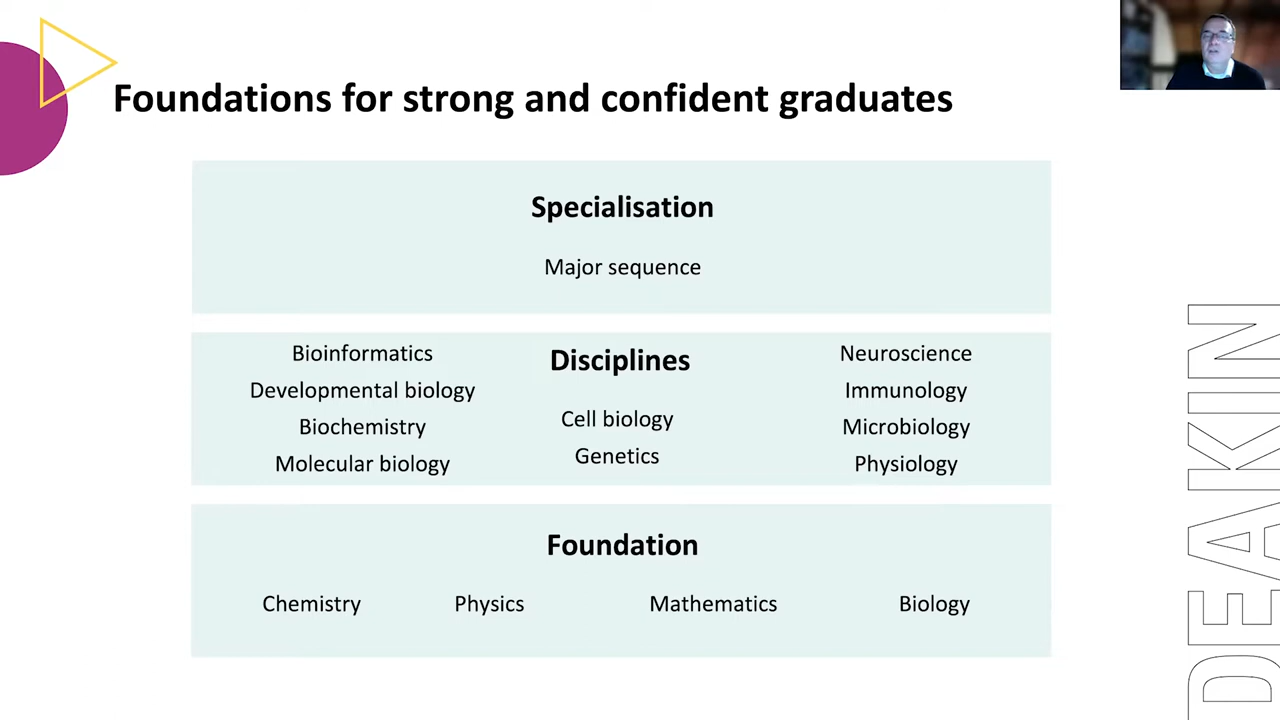 Foundations for strong and confident graduates
Specialisation
Major sequence
Disciplines
Bioinformatics
Developmental biology
Biochemistry
Molecular biology
Cell biology
Genetics
Neuroscience
Immunology
Microbiology
Physiology
Foundation
Chemistry Physics Mathematics Biology
DEAKIN